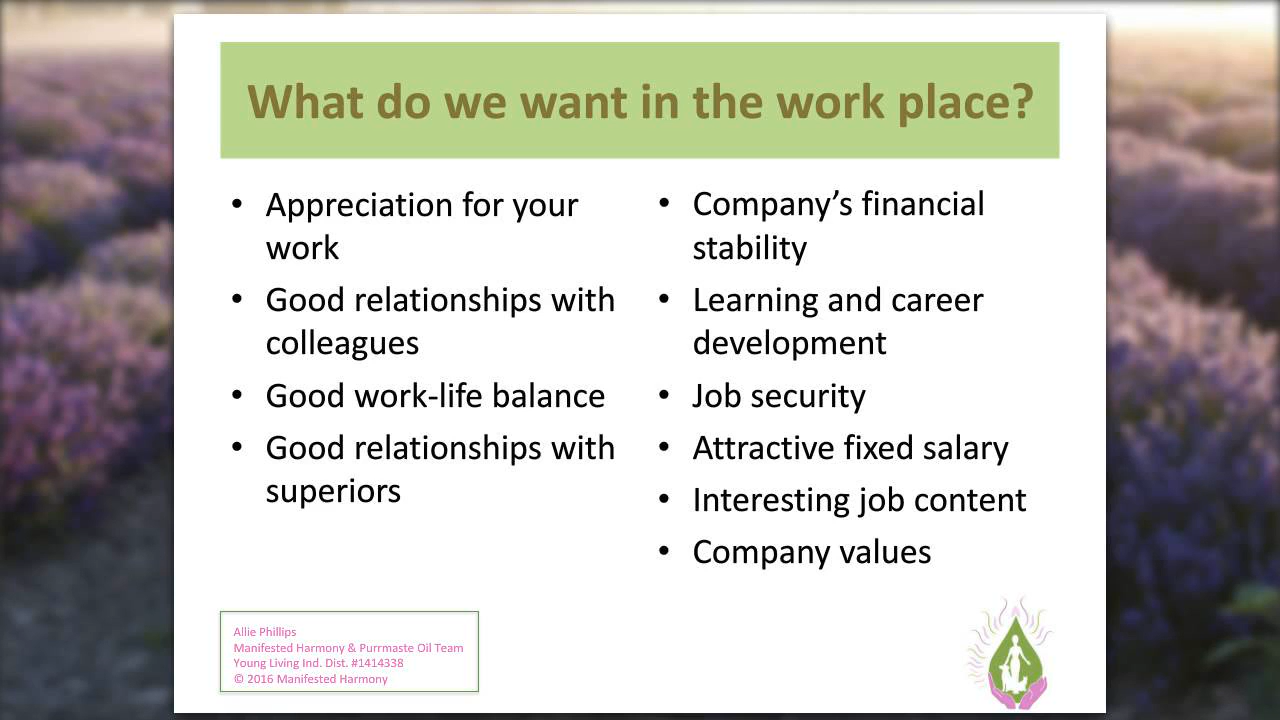 What do we want in the work place?
• Appreciation for your
work
• Good relationships with
colleagues
• Good work-life balance
• Good relationships with
superiors
• Company’s financial
stability
• Learning and career
development
• Job security
• Attractive fixed salary
• Interesting job content
• Company values
Allie Phillips
Manifested Harmony & Purrmaste Oil Team
Young Living Ind. Dist. #1414338
© 2016 Manifested Harmony